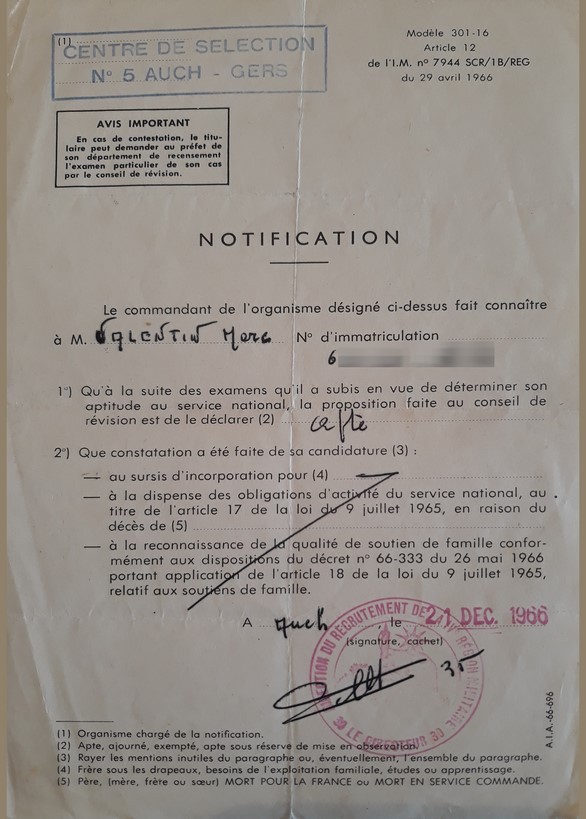 (1)
CENTRE DE SELECTION
N° 5 AUCH - GERS
Modèle 301-16
Article 12
de l'I.M. n° 7944 SCR/1B/REG
du 29 avril 1966
AVIS IMPORTANT
En cas de contestation, le titu-
laire peut demander au préfet de
son département de recensement
l'examen particulier de son cas
par le conseil de révision.
NOTIFICATION
Le commandant de l'organisme désigné ci-dessus fait connaître
à M. VALENTIN Marc N° d'immatriculation
6
1°) Qu'à la suite des examens qu'il a subis en vue de déterminer son
aptitude au service national, la proposition faite au conseil de
révision est de le déclarer (2) apte
2°) Que constatation a été faite de sa candidature (3) :
— au sursis d'incorporation pour (4)
— à la dispense des obligations d'activité du service national, au
titre de l'article 17 de la loi du 9 juillet 1965, en raison du
décès de (5)
— à la reconnaissance de la qualité de soutien de famille confor-
mément aux dispositions du décret n° 66-333 du 26 mai 1966
portant application de l'article 18 de la loi du 9 juillet 1965,
relatif aux soutiens de famille.
A Auch, le 21 DEC. 1966
(signature, cachet)
DIRECTION DU RECRUTEMENT DE LA REGION MILITAIRE
LE DIRECTEUR
35
A.I.A.-66-696
(1) Organisme chargé de la notification.
(2) Apte, ajourné, exempté, apte sous réserve de mise en observation.
(3) Rayer les mentions inutiles du paragraphe ou, éventuellement, l'ensemble du paragraphe.
(4) Frère sous les drapeaux, besoins de l'exploitation familiale, études ou apprentissage.
(5) Père, (mère, frère ou sœur) MORT POUR LA FRANCE ou MORT EN SERVICE COMMANDE.